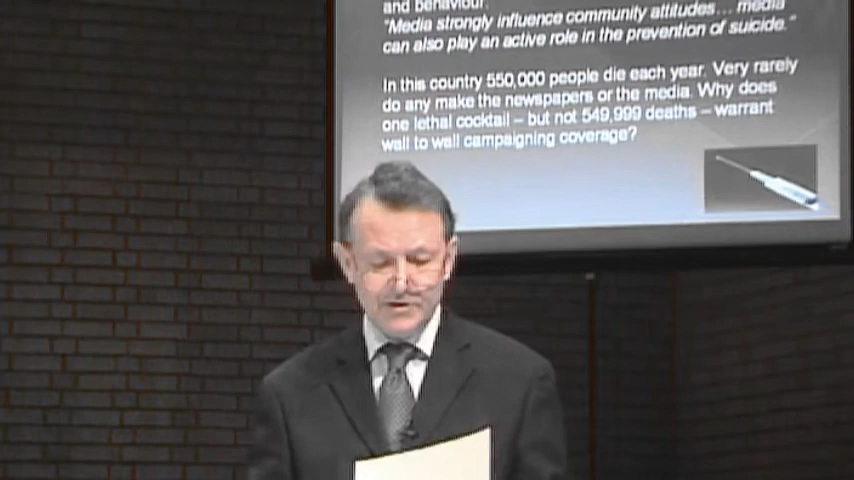 and behaviour.
"Media strongly influence community attitudes... media
can also play an active role in the prevention of suicide."
In this country 550,000 people die each year. Very rarely
do any make the newspapers or the media. Why does
one lethal cocktail – but not 549,999 deaths – warrant
wall to wall campaigning coverage?